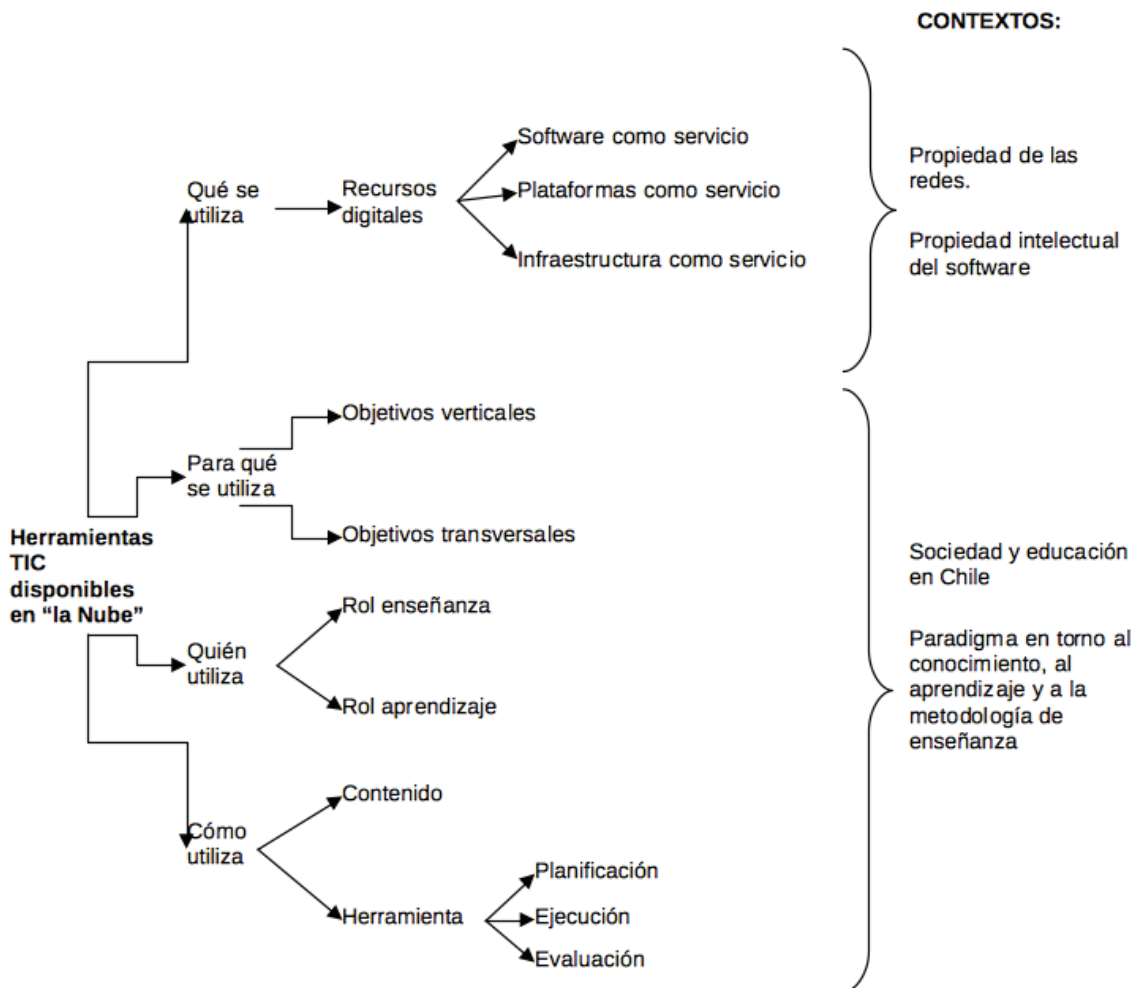 CONTEXTOS:
Software como servicio
Qué se
utiliza
Recursos
digitales
Plataformas como servicio
Infraestructura como servicio
Propiedad de las
redes.
Propiedad intelectual
del software
Objetivos verticales
Para qué
se utiliza
Objetivos transversales
Herramientas
TIC
disponibles
en “la Nube”
Rol enseñanza
Quién
utiliza
Rol aprendizaje
Sociedad y educación
en Chile
Paradigma en torno al
conocimiento, al
aprendizaje y a la
metodología de
enseñanza
Contenido
Cómo
utiliza
Herramienta
Planificación
Ejecución
Evaluación